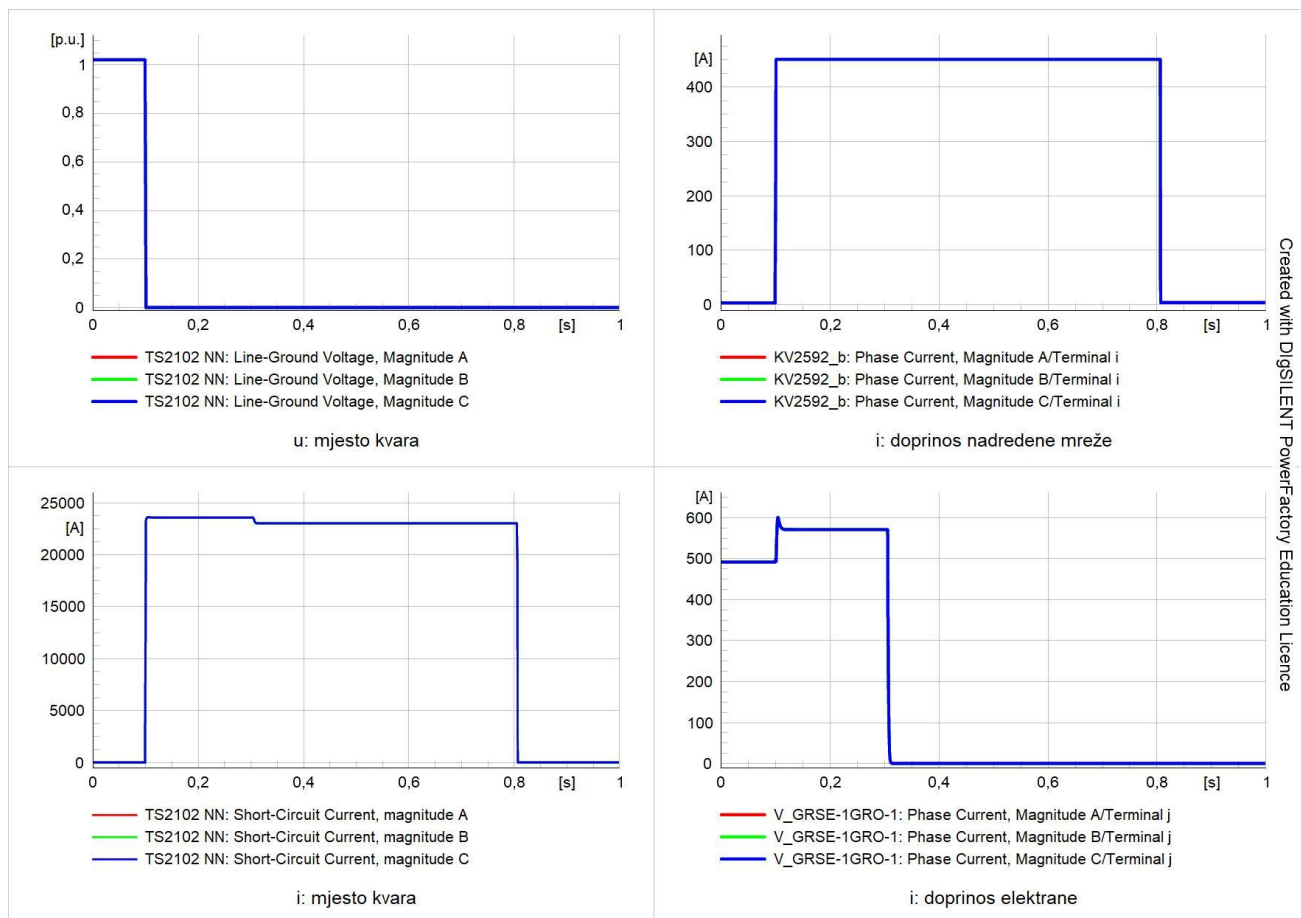 [p.u.]
1
0,8
0,6
0,4
0,2
0
0 0,2 0,4 0,6 0,8 [s] 1
TS2102 NN: Line-Ground Voltage, Magnitude A
TS2102 NN: Line-Ground Voltage, Magnitude B
TS2102 NN: Line-Ground Voltage, Magnitude C
u: mjesto kvara
[A]
400
300
200
100
0
0 0,2 0,4 0,6 0,8 [s] 1
KV2592_b: Phase Current, Magnitude A/Terminal i
KV2592_b: Phase Current, Magnitude B/Terminal i
KV2592_b: Phase Current, Magnitude C/Terminal i
i: doprinos nadređene mreže
25000
[A]
20000
15000
10000
5000
0
0 0,2 0,4 0,6 0,8 [s] 1
TS2102 NN: Short-Circuit Current, magnitude A
TS2102 NN: Short-Circuit Current, magnitude B
TS2102 NN: Short-Circuit Current, magnitude C
i: mjesto kvara
[A]
600
500
400
300
200
100
0
0 0,2 0,4 0,6 0,8 [s] 1
V_GRSE-1GRO-1: Phase Current, Magnitude A/Terminal j
V_GRSE-1GRO-1: Phase Current, Magnitude B/Terminal j
V_GRSE-1GRO-1: Phase Current, Magnitude C/Terminal j
i: doprinos elektrane
Created with DIgSILENT PowerFactory Education Licence